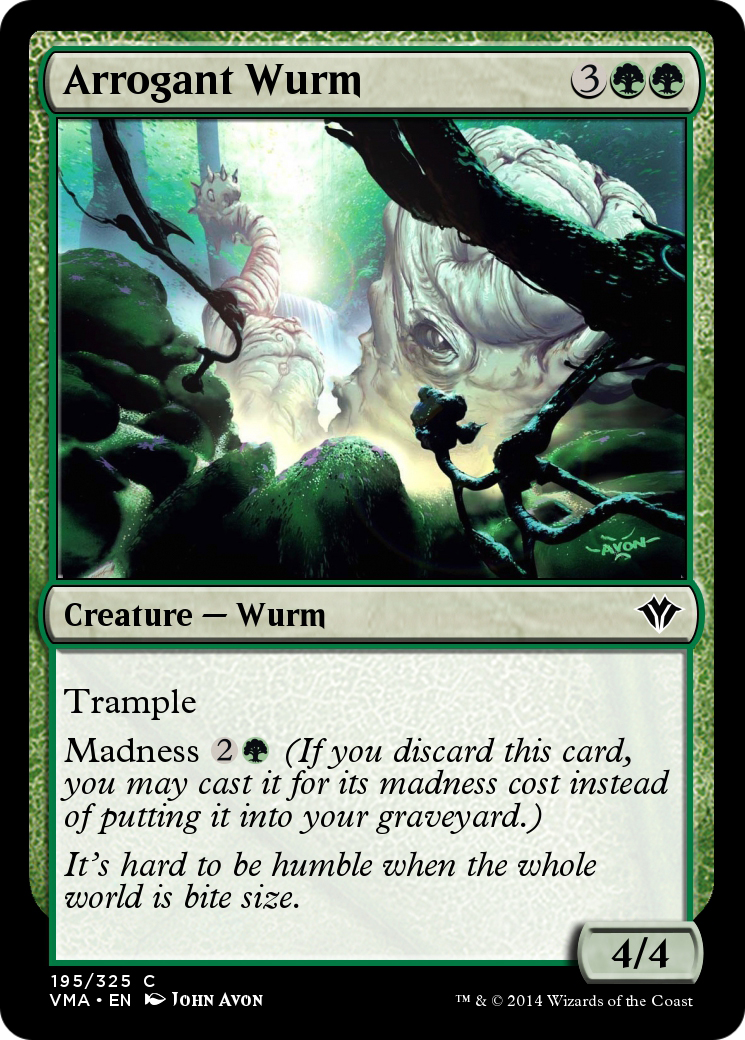 Arrogant Wurm 3
AVON
Creature — Wurm
Trample
Madness 2 (If you discard this card,
you may cast it for its madness cost instead
of putting it into your graveyard.)
It's hard to be humble when the whole
world is bite size.
4/4
195/325 C
VMA • EN John Avon
™ & © 2014 Wizards of the Coast